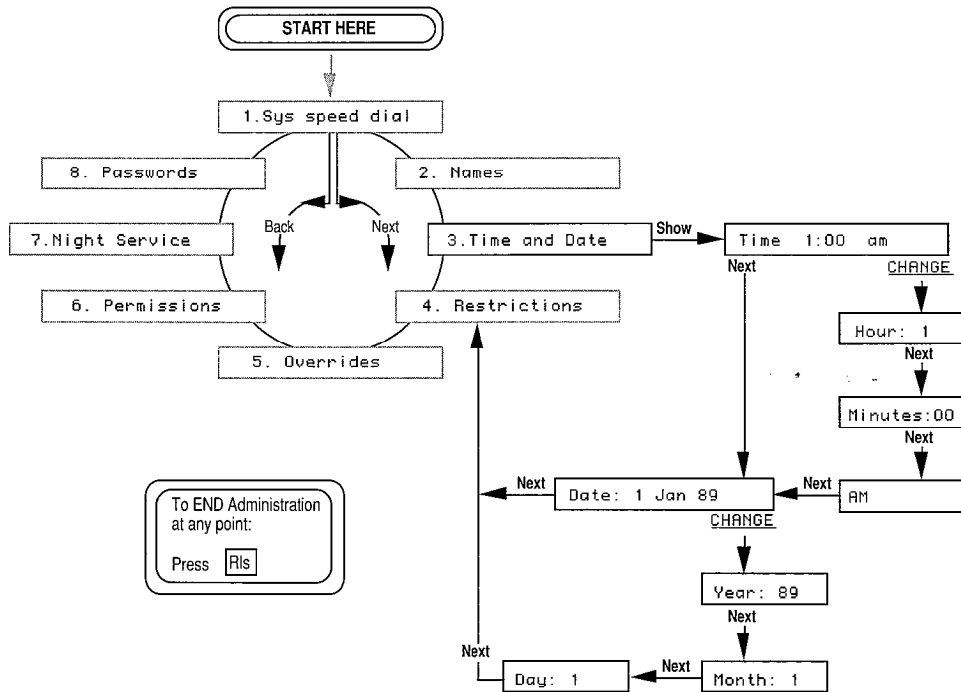 START HERE
1.Sys speed dial
8. Passwords
2. Names
Back
Next
7.Night Service
3.Time and Date
Show
Time 1:00 am
Next
CHANGE
6. Permissions
4. Restrictions
Hour: 1
Next
5. Overrides
Minutes:00
Next
To END Administration
at any point:
Press Rls
Next
Date: 1 Jan 89
Next
AM
CHANGE
Year: 89
Next
Next
Day: 1
Next
Month: 1